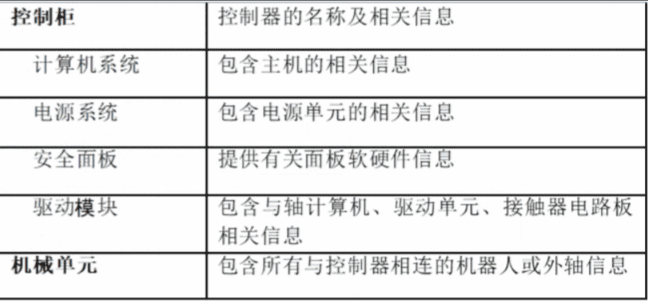 控制柜 控制器的名称及相关信息
计算机系统 包含主机的相关信息
电源系统 包含电源单元的相关信息
安全面板 提供有关面板软硬件信息
驱动模块 包含与轴计算机、驱动单元、接触器电路板
相关信息
机械单元 包含所有与控制器相连的机器人或外轴信息